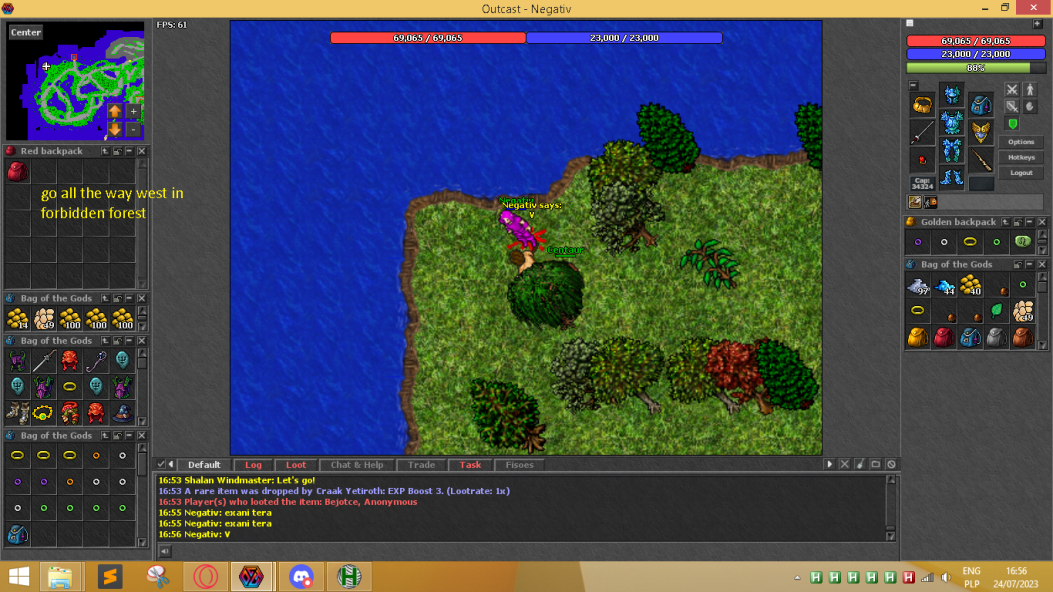 Outcast - Negativ
Center
FPS: 61
69,065 / 69,065
23,000 / 23,000
69,065 / 69,065
23,000 / 23,000
88%
+
-
Red backpack
go all the way west in
forbidden forest
Negativ
Negativ says:
V
Centaur
Cap:
34324
Options
Hotkeys
Logout
Golden backpack
Bag of the Gods
97
44
40
49
Bag of the Gods
14
49
100
100
100
Bag of the Gods
Bag of the Gods
Default
Log
Loot
Chat & Help
Trade
Task
Fisoes
16:53 Shalan Windmaster: Let's go!
16:53 A rare item was dropped by Craak Yetiroth: EXP Boost 3. (Lootrate: 1x)
16:53 Player(s) who looted the item: Bejotce, Anonymous
16:55 Negativ: exani tera
16:55 Negativ: exani tera
16:56 Negativ: V
ENG
PLP
16:56
24/07/2023